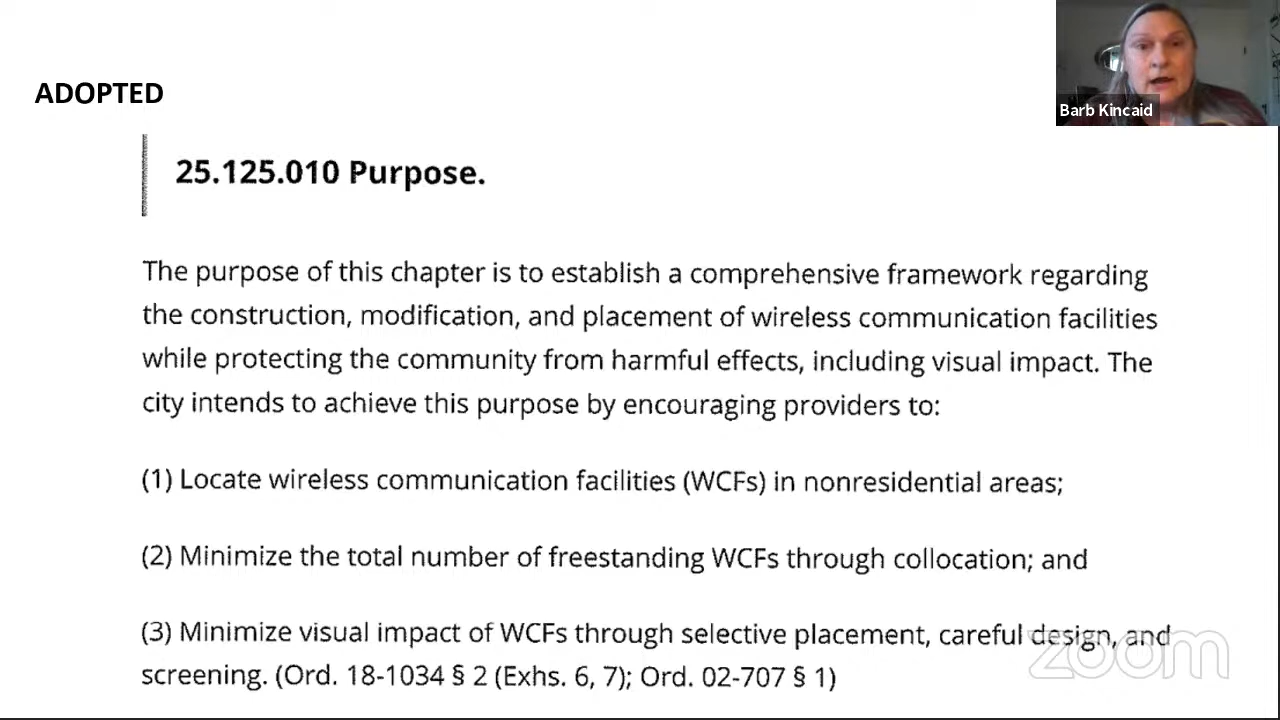 ADOPTED
Barb Kincaid
25.125.010 Purpose.
The purpose of this chapter is to establish a comprehensive framework regarding
the construction, modification, and placement of wireless communication facilities
while protecting the community from harmful effects, including visual impact. The
city intends to achieve this purpose by encouraging providers to:
(1) Locate wireless communication facilities (WCFs) in nonresidential areas;
(2) Minimize the total number of freestanding WCFs through collocation; and
(3) Minimize visual impact of WCFs through selective placement, careful design, and
screening. (Ord. 18-1034 § 2 (Exhs. 6, 7); Ord. 02-707 § 1)
zoom